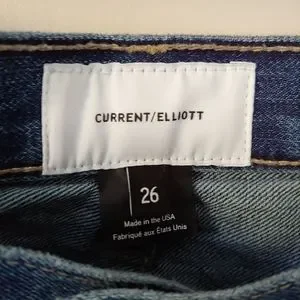 CURRENT/ELLIOTT
26
Made in the USA
Fabriqué aux États Unis